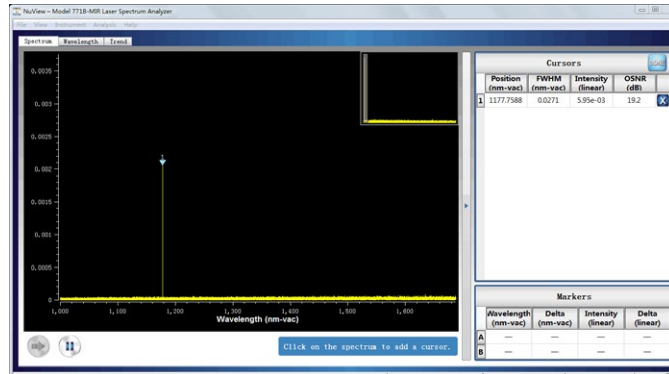 NuView – Model 771B-MIR Laser Spectrum Analyzer
File View Instrument Analysis Help
Spectrum Wavelength Trend
0.0035
0.003
0.0025
0.002
0.0015
0.001
0.0005
0
1,000 1,100 1,200 1,300 1,400 1,500 1,600
Wavelength (nm-vac)
Click on the spectrum to add a cursor.
Cursors
Position (nm-vac) FWHM (nm-vac) Intensity (linear) OSNR (dB)
1 1177.7588 0.0271 5.95e-03 19.2 X
Markers
Wavelength (nm-vac) Delta (nm-vac) Intensity (linear) Delta (linear)
A — — — —
B — — — —